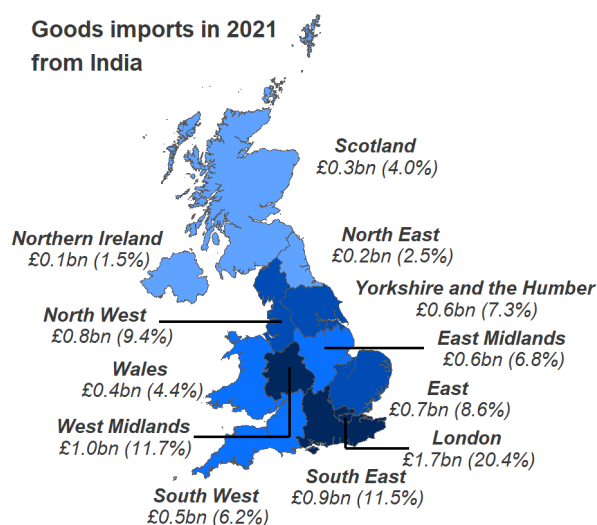 Goods imports in 2021
from India
Scotland
£0.3bn (4.0%)
Northern Ireland
£0.1bn (1.5%)
North East
£0.2bn (2.5%)
Yorkshire and the Humber
£0.6bn (7.3%)
North West
£0.8bn (9.4%)
East Midlands
£0.6bn (6.8%)
Wales
£0.4bn (4.4%)
East
£0.7bn (8.6%)
West Midlands
£1.0bn (11.7%)
London
£1.7bn (20.4%)
South East
£0.9bn (11.5%)
South West
£0.5bn (6.2%)